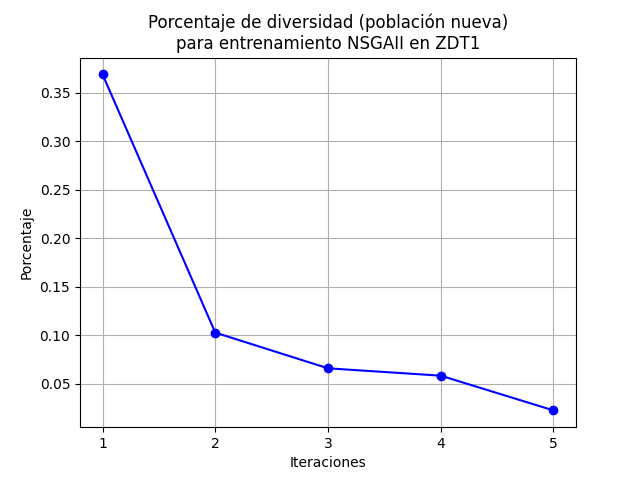 Porcentaje de diversidad (población nueva)
para entrenamiento NSGAII en ZDT1
0.35
0.30
0.25
0.20
0.15
0.10
0.05
Porcentaje
1 2 3 4 5
Iteraciones